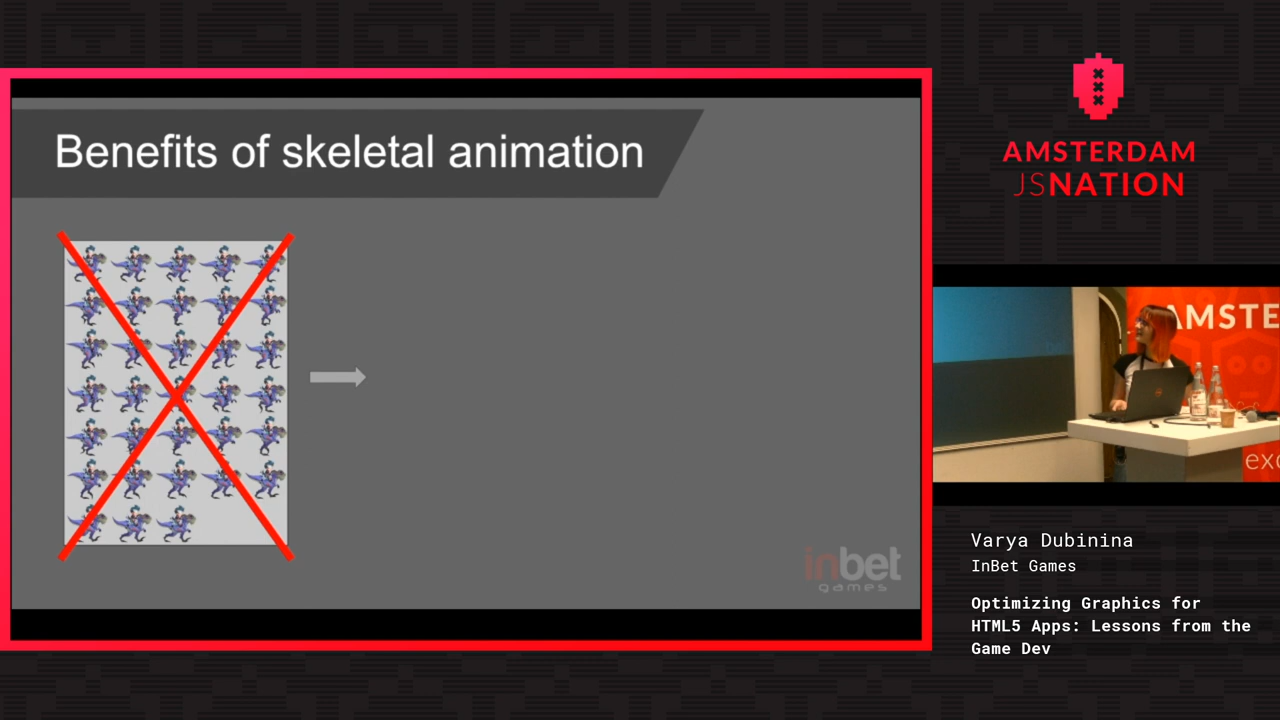 Benefits of skeletal animation
inbet
games
AMSTERDAM
JSNATION
AMSTE
exc
Varya Dubinina
InBet Games
Optimizing Graphics for
HTML5 Apps: Lessons from the
Game Dev